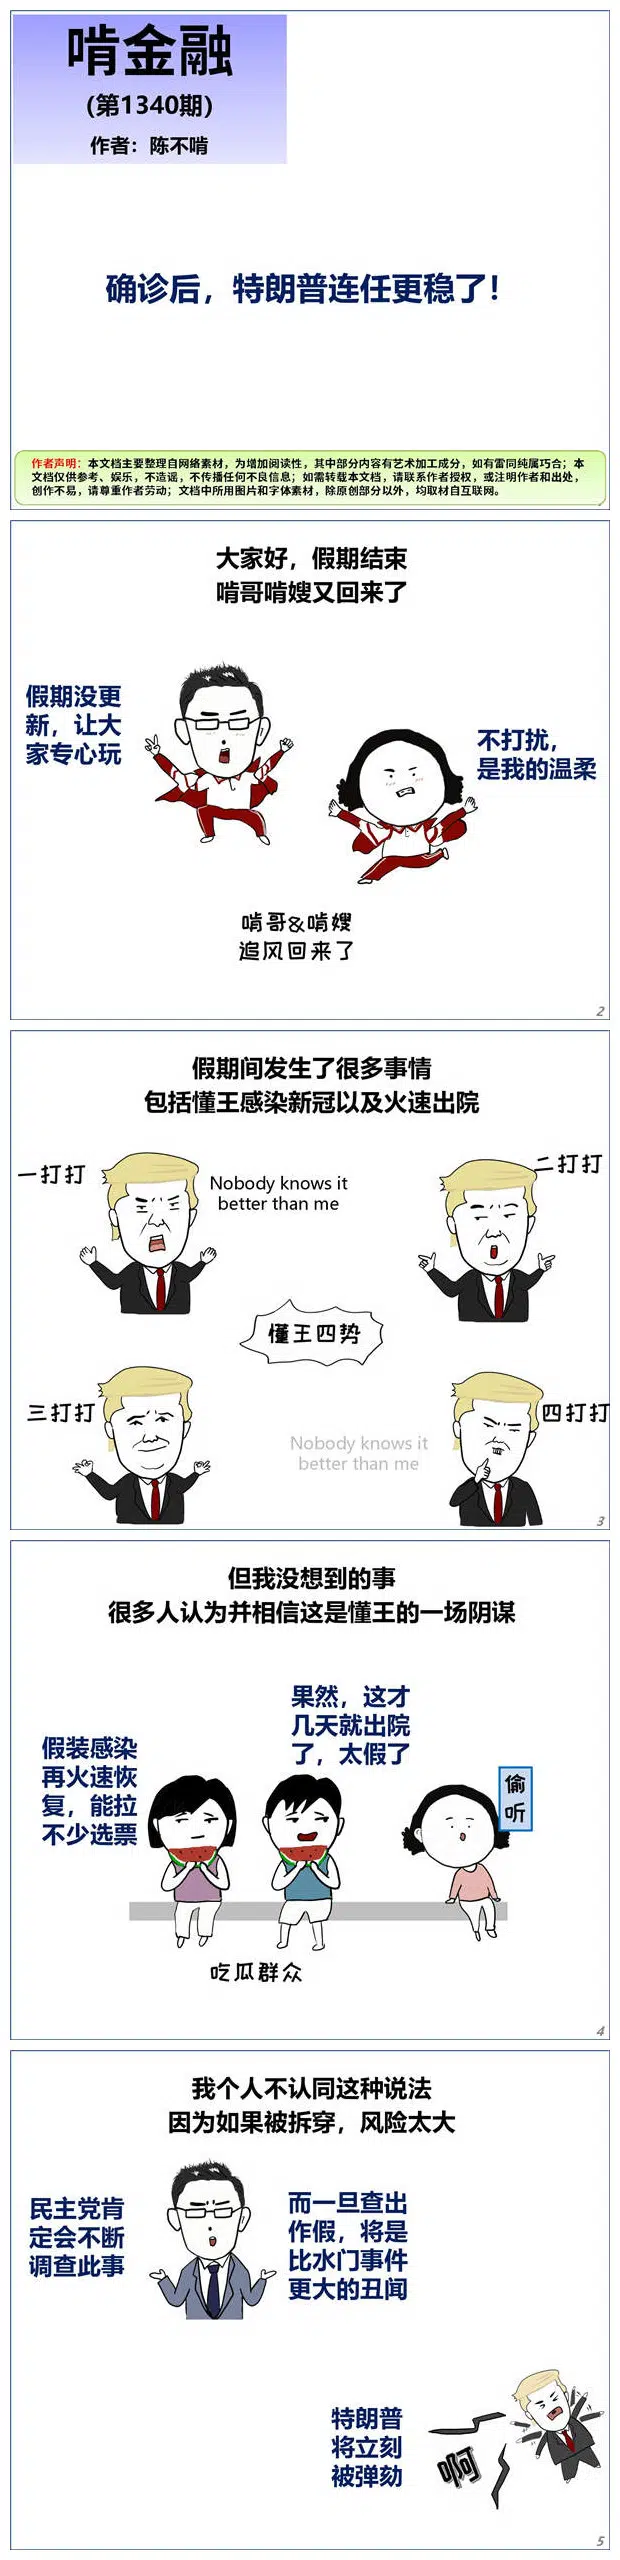 啃金融
(第1340期)
作者：陈不啃
确诊后，特朗普连任更稳了!
作者声明：本文档主要整理自网络素材，为增加阅读性，其中部分内容有艺术加工成分，如有雷同纯属巧合；本
文档仅供参考、娱乐，不造谣，不传播任何不良信息；如需转载本文档，请联系作者授权，或注明作者和出处，
创作不易，请尊重作者劳动；文档中所用图片和字体素材，除原创部分以外，均取材自互联网。
大家好，假期结束
啃哥啃嫂又回来了
假期没更
新，让大
家专心玩
不打扰，
是我的温柔
啃哥&啃嫂
追风回来了
2
假期间发生了很多事情
包括懂王感染新冠以及火速出院
一打打
Nobody knows it
better than me
二打打
懂王四势
三打打
Nobody knows it
better than me
四打打
3
但我没想到的事
很多人认为并相信这是懂王的一场阴谋
果然，这才
几天就出院
了，太假了
假装感染
再火速恢
复，能拉
不少选票
偷
听
吃瓜群众
4
我个人不认同这种说法
因为如果被拆穿，风险太大
民主党肯
定会不断
调查此事
而一旦查出
作假，将是
比水门事件
更大的丑闻
特朗普
将立刻
被弹劾
啊
5